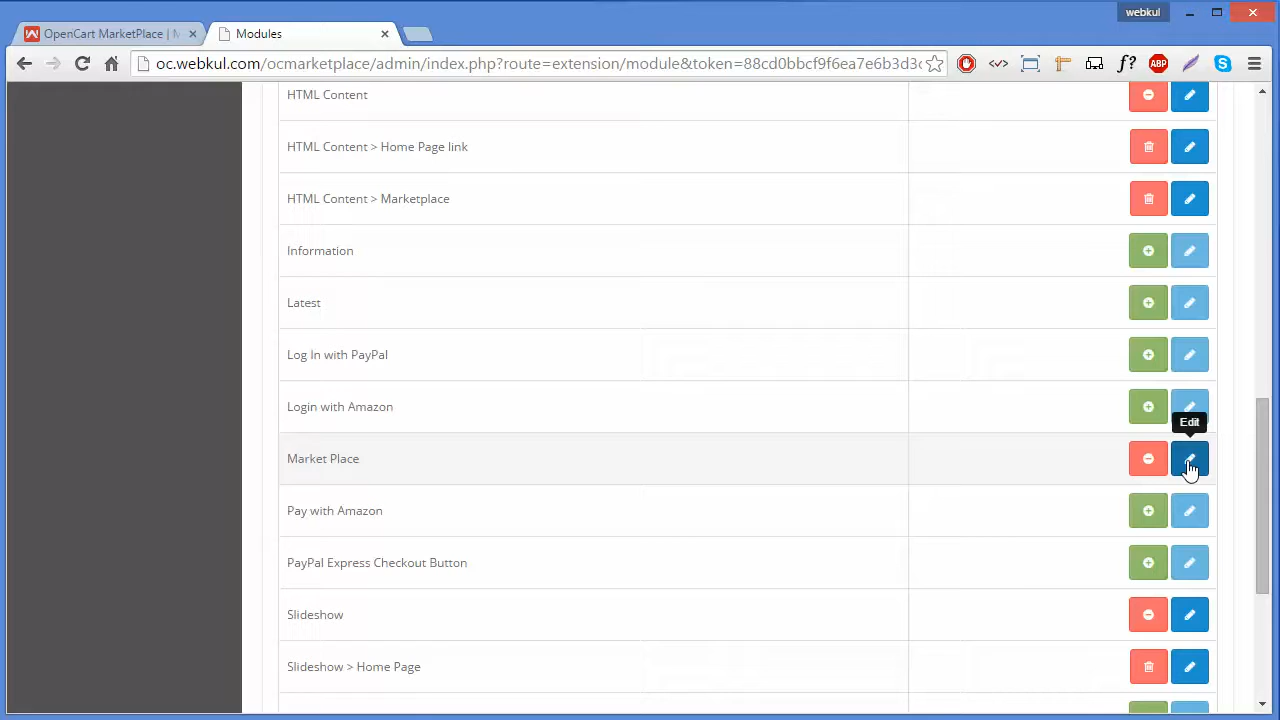 webkul
OpenCart MarketPlace | M
Modules
oc.webkul.com/ocmarketplace/admin/index.php?route=extension/module&token=88cd0bbcf9f6ea7e6b3d3c
f?
ABP
HTML Content
HTML Content > Home Page link
HTML Content > Marketplace
Information
Latest
Log In with PayPal
Login with Amazon
Edit
Market Place
Pay with Amazon
PayPal Express Checkout Button
Slideshow
Slideshow > Home Page